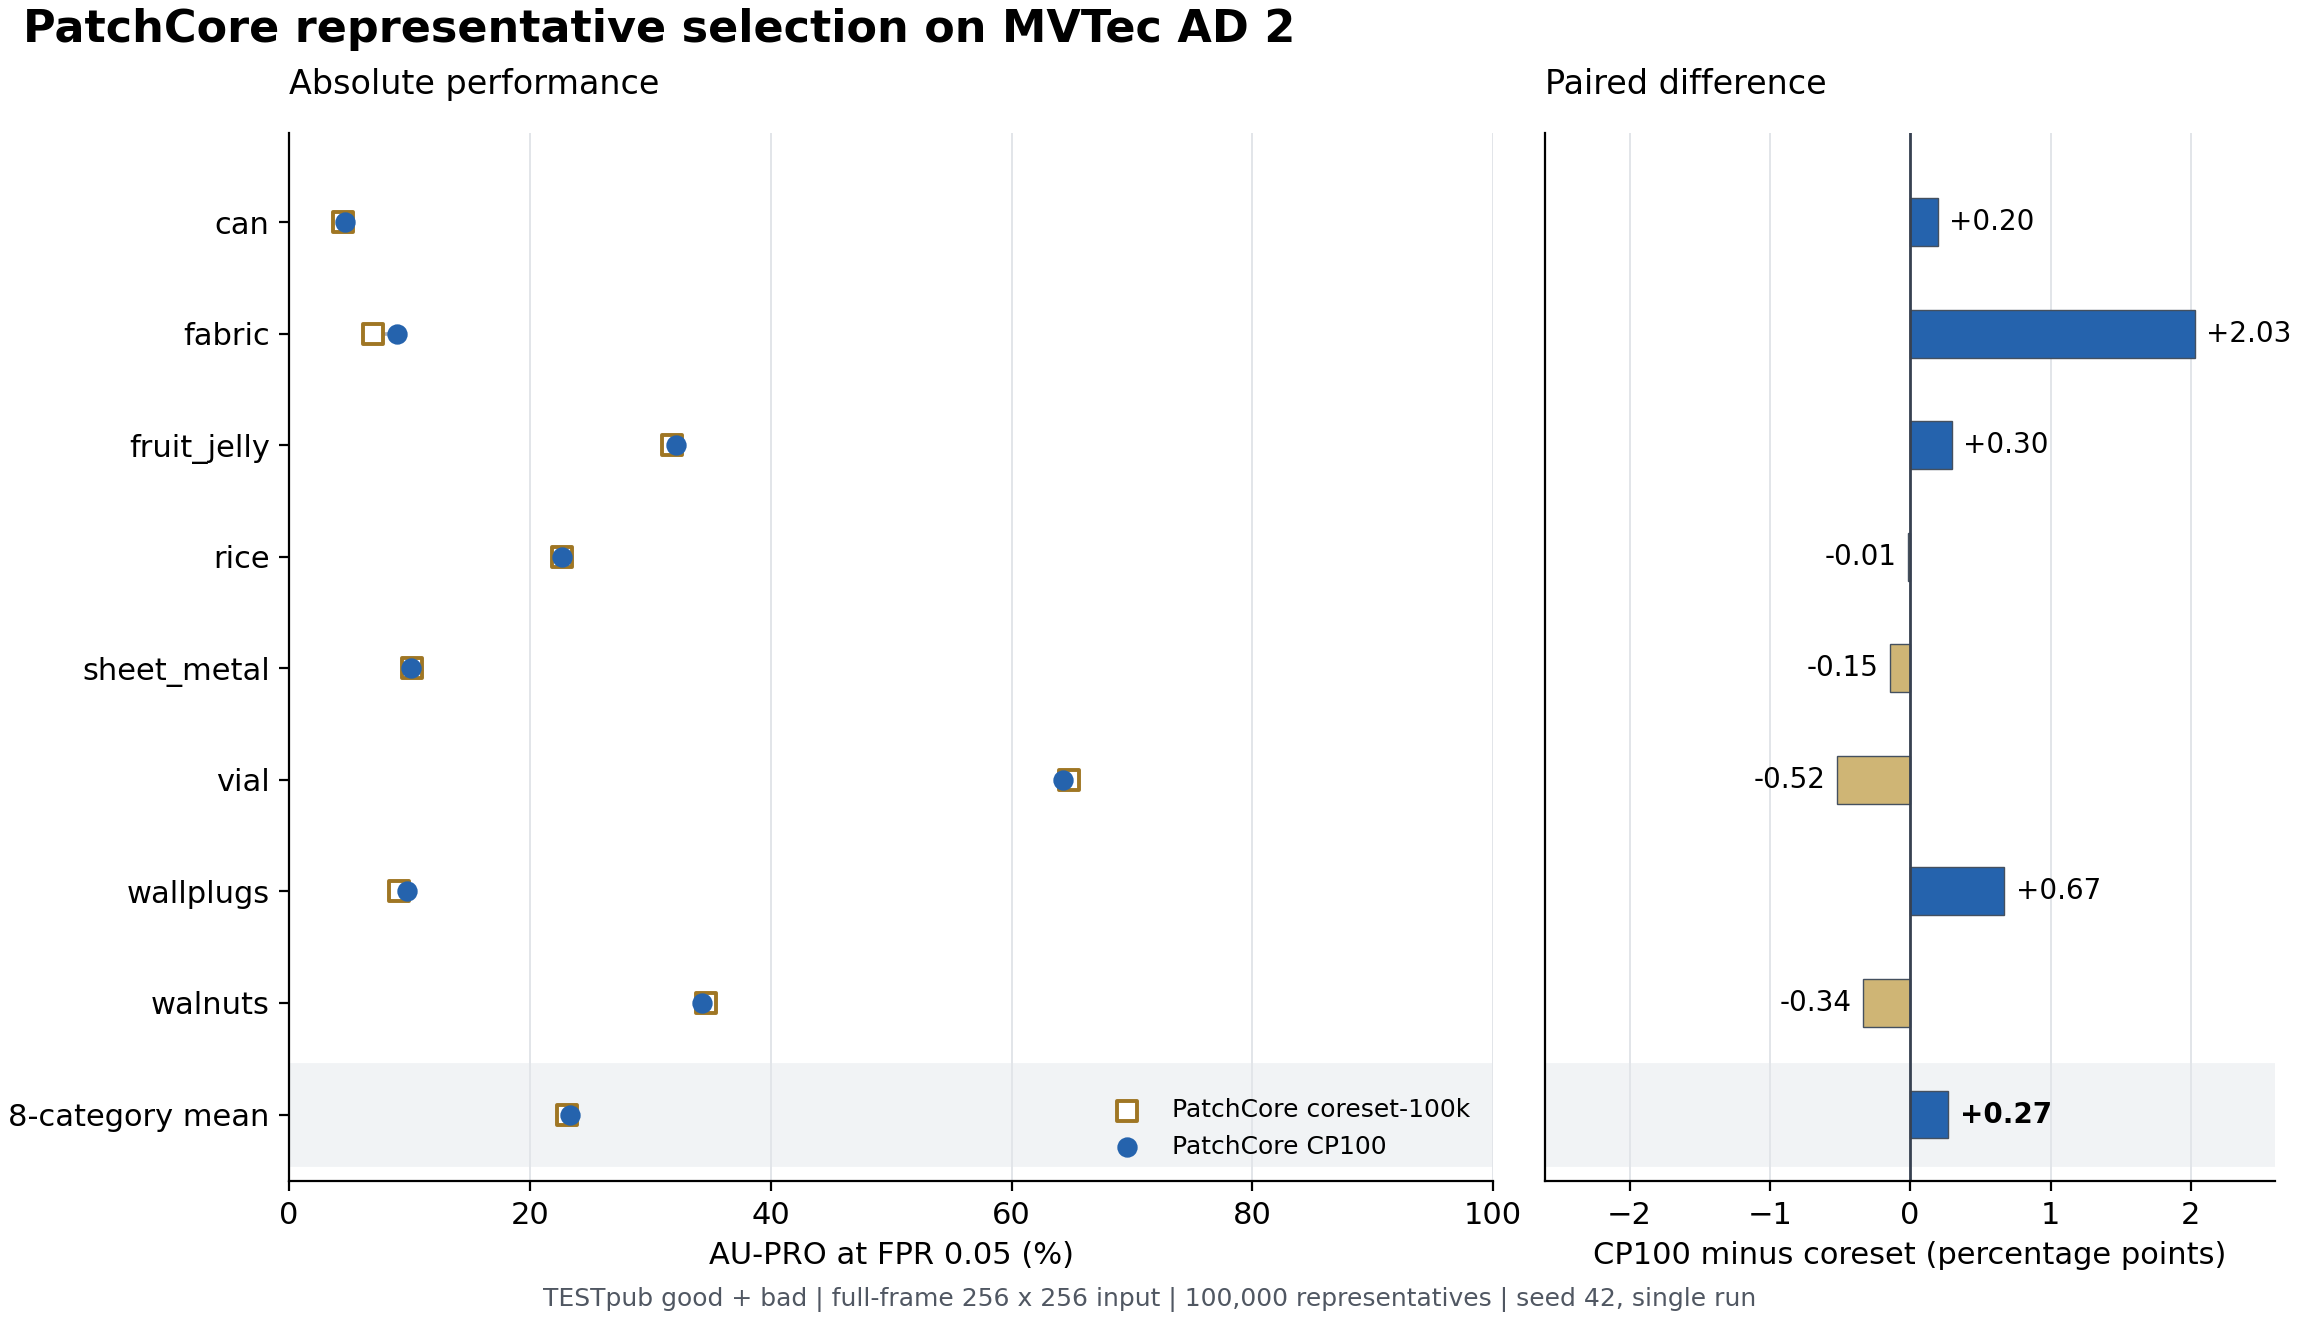 PatchCore representative selection on MVTec AD 2
Absolute performance
Paired difference
can
fabric
fruit_jelly
rice
sheet_metal
vial
wallplugs
walnuts
8-category mean
+0.20
+2.03
+0.30
-0.01
-0.15
-0.52
+0.67
-0.34
+0.27
PatchCore coreset-100k
PatchCore CP100
0 20 40 60 80 100
−2 −1 0 1 2
AU-PRO at FPR 0.05 (%)
CP100 minus coreset (percentage points)
TESTpub good + bad | full-frame 256 x 256 input | 100,000 representatives | seed 42, single run